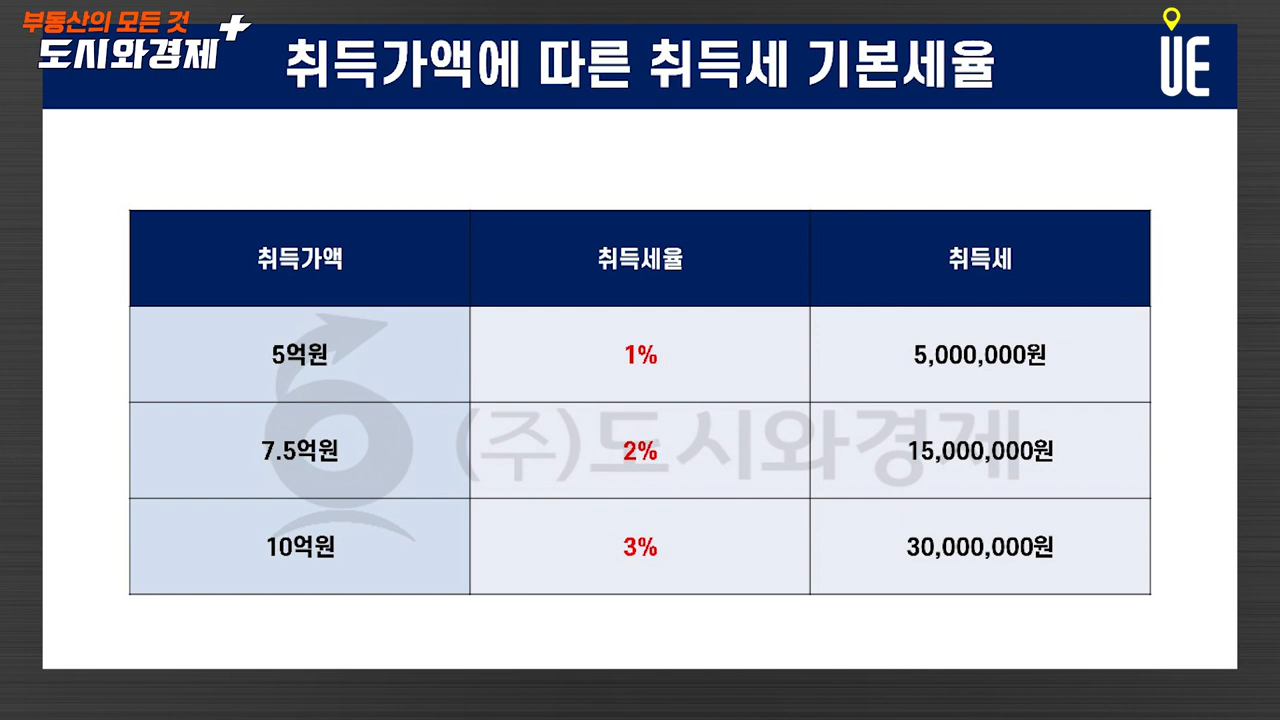 부동산의 모든 것
도시와경제+
취득가액에 따른 취득세 기본세율
UE
취득가액 취득세율 취득세
5억원 1% 5,000,000원
7.5억원 2% 15,000,000원
10억원 3% 30,000,000원
(주)도시와경제